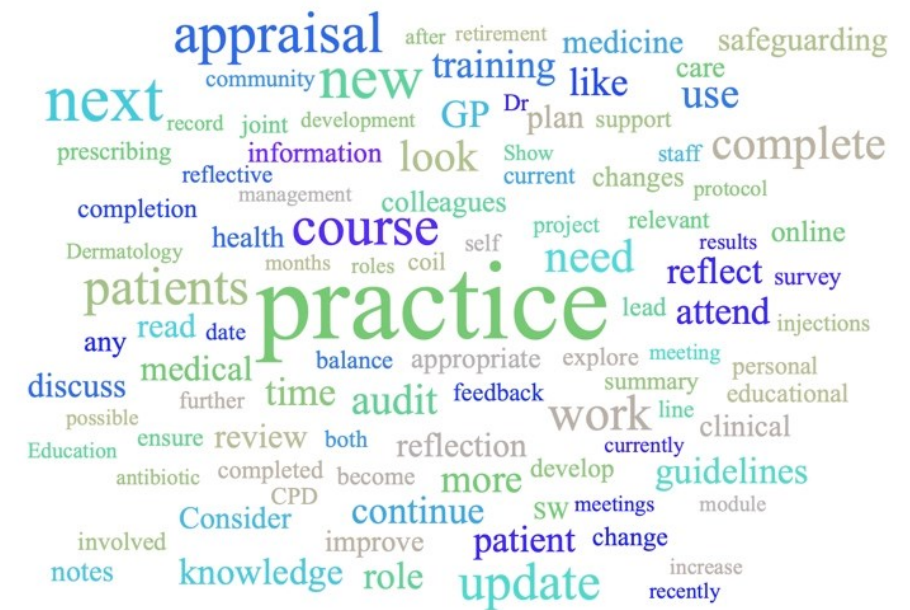 appraisal after retirement medicine safeguarding
community new training like care
next use
record joint development GP Dr plan support
prescribing information look Show staff complete
reflective current changes
management protocol
completion colleagues
health course self project relevant online
Dermatology results
months roles coil need reflect survey
patients practice lead attend injections
any read date
medical balance appropriate explore meeting personal
discuss further time audit feedback summary educational
possible work line clinical
Education ensure review both reflection currently
antibiotic completed become more develop guidelines
CPD
Consider continue sw meetings module
involved improve patient change
notes knowledge role update increase
recently